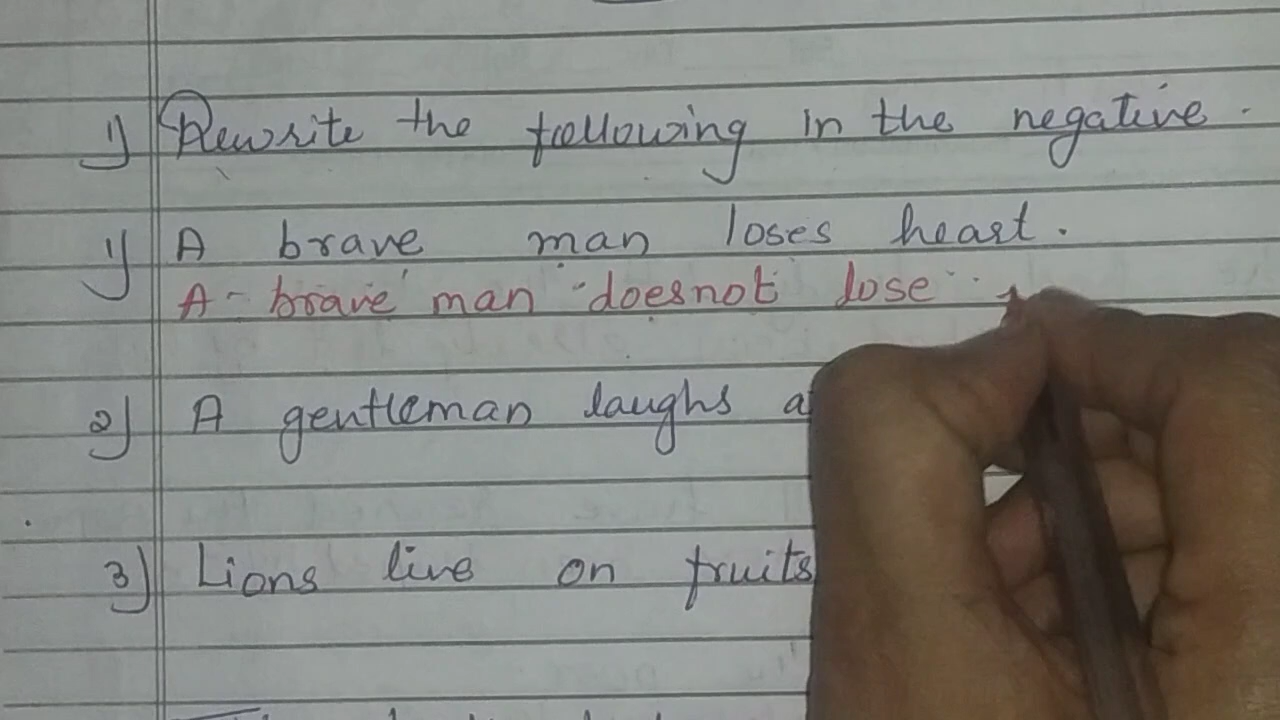 1) Rewrite the following in the negative.
1) A brave man loses heart.
A brave man doesnot lose
2) A gentleman laughs
3) Lions live on fruits